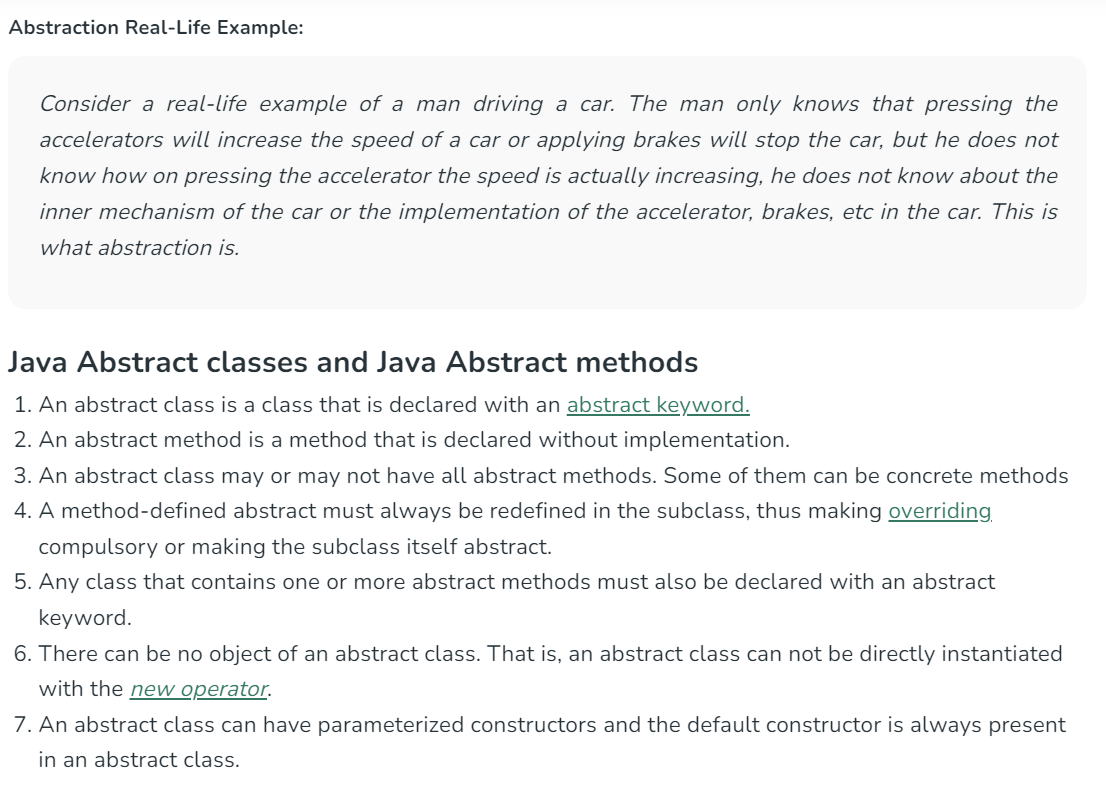 Abstraction Real-Life Example:
Consider a real-life example of a man driving a car. The man only knows that pressing the
accelerators will increase the speed of a car or applying brakes will stop the car, but he does not
know how on pressing the accelerator the speed is actually increasing, he does not know about the
inner mechanism of the car or the implementation of the accelerator, brakes, etc in the car. This is
what abstraction is.
Java Abstract classes and Java Abstract methods
1. An abstract class is a class that is declared with an abstract keyword.
2. An abstract method is a method that is declared without implementation.
3. An abstract class may or may not have all abstract methods. Some of them can be concrete methods
4. A method-defined abstract must always be redefined in the subclass, thus making overriding
compulsory or making the subclass itself abstract.
5. Any class that contains one or more abstract methods must also be declared with an abstract
keyword.
6. There can be no object of an abstract class. That is, an abstract class can not be directly instantiated
with the new operator.
7. An abstract class can have parameterized constructors and the default constructor is always present
in an abstract class.